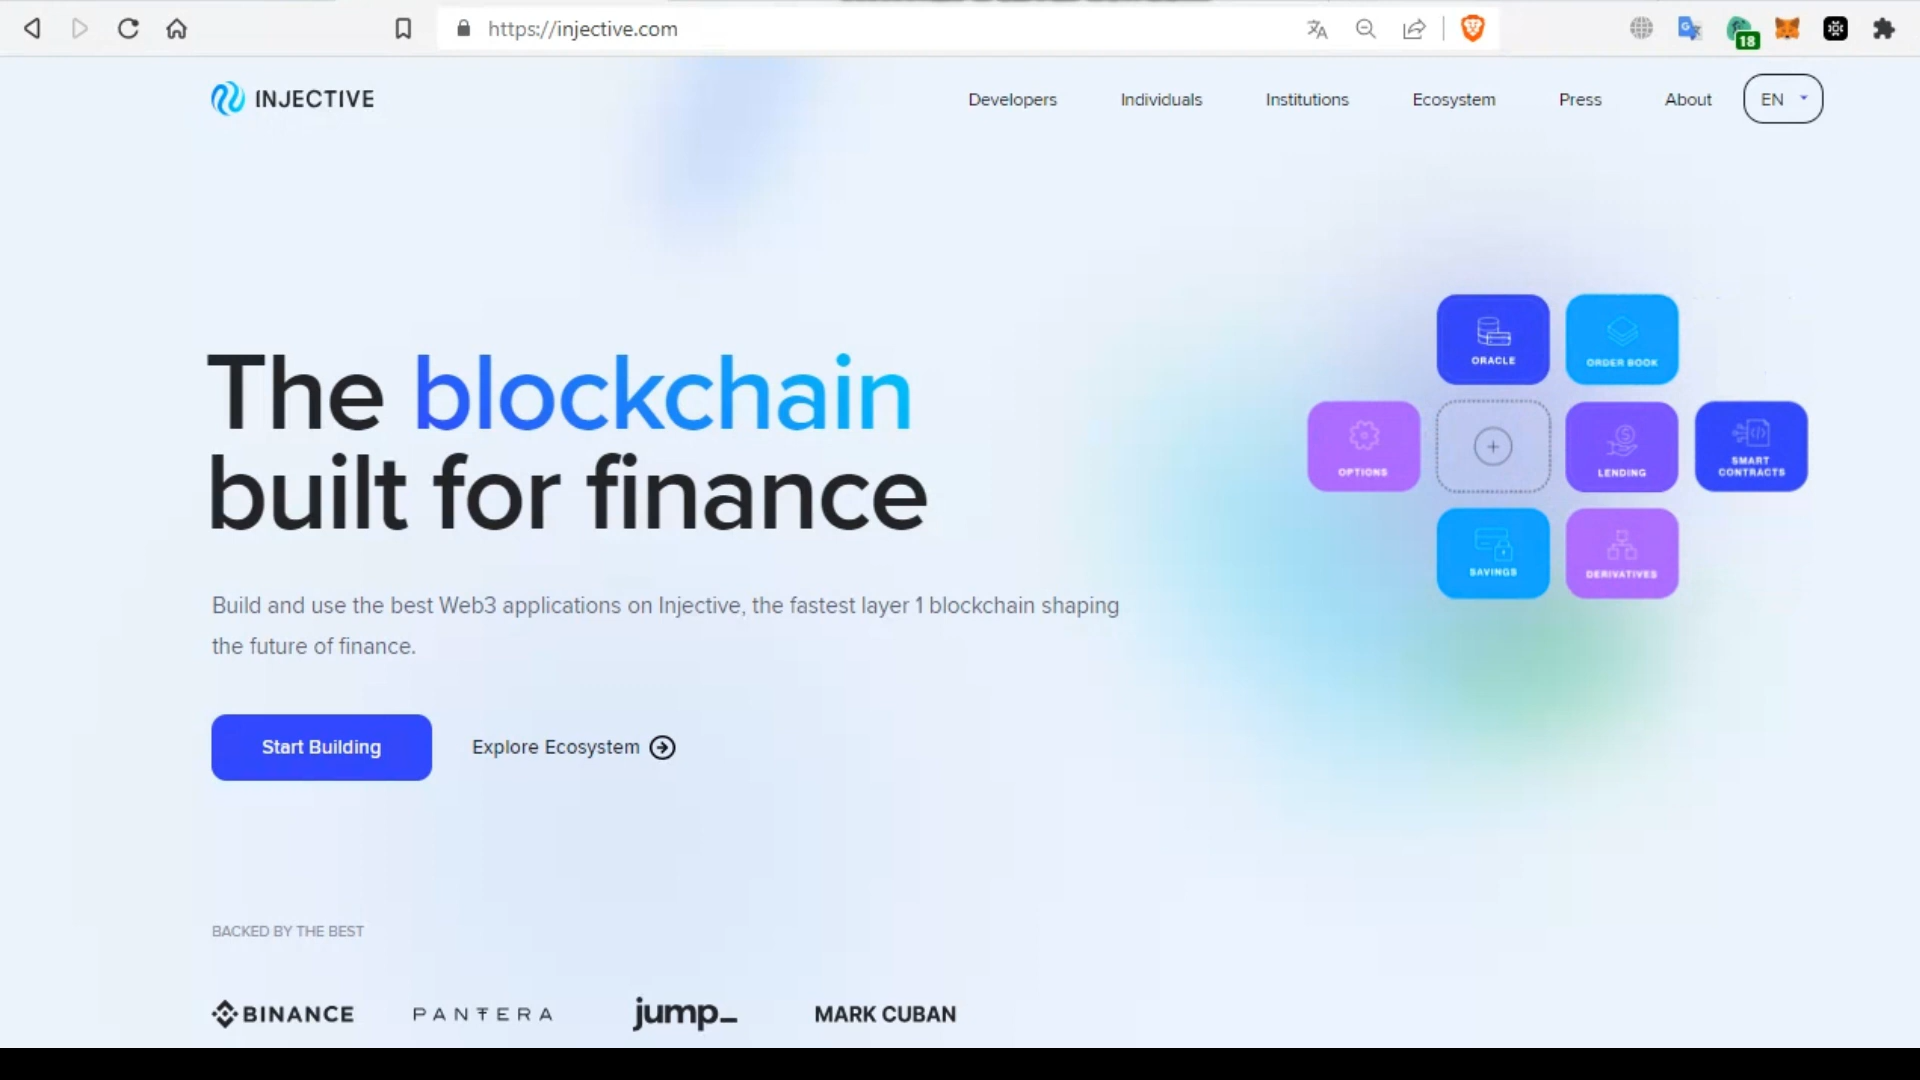 https://injective.com
18
INJECTIVE
Developers
Individuals
Institutions
Ecosystem
Press
About
EN
The blockchain
built for finance
Build and use the best Web3 applications on Injective, the fastest layer 1 blockchain shaping
the future of finance.
Start Building
Explore Ecosystem
ORACLE
ORDER BOOK
OPTIONS
LENDING
SMART
CONTRACTS
SAVINGS
DERIVATIVES
BACKED BY THE BEST
BINANCE
PANTERA
jump_
MARK CUBAN